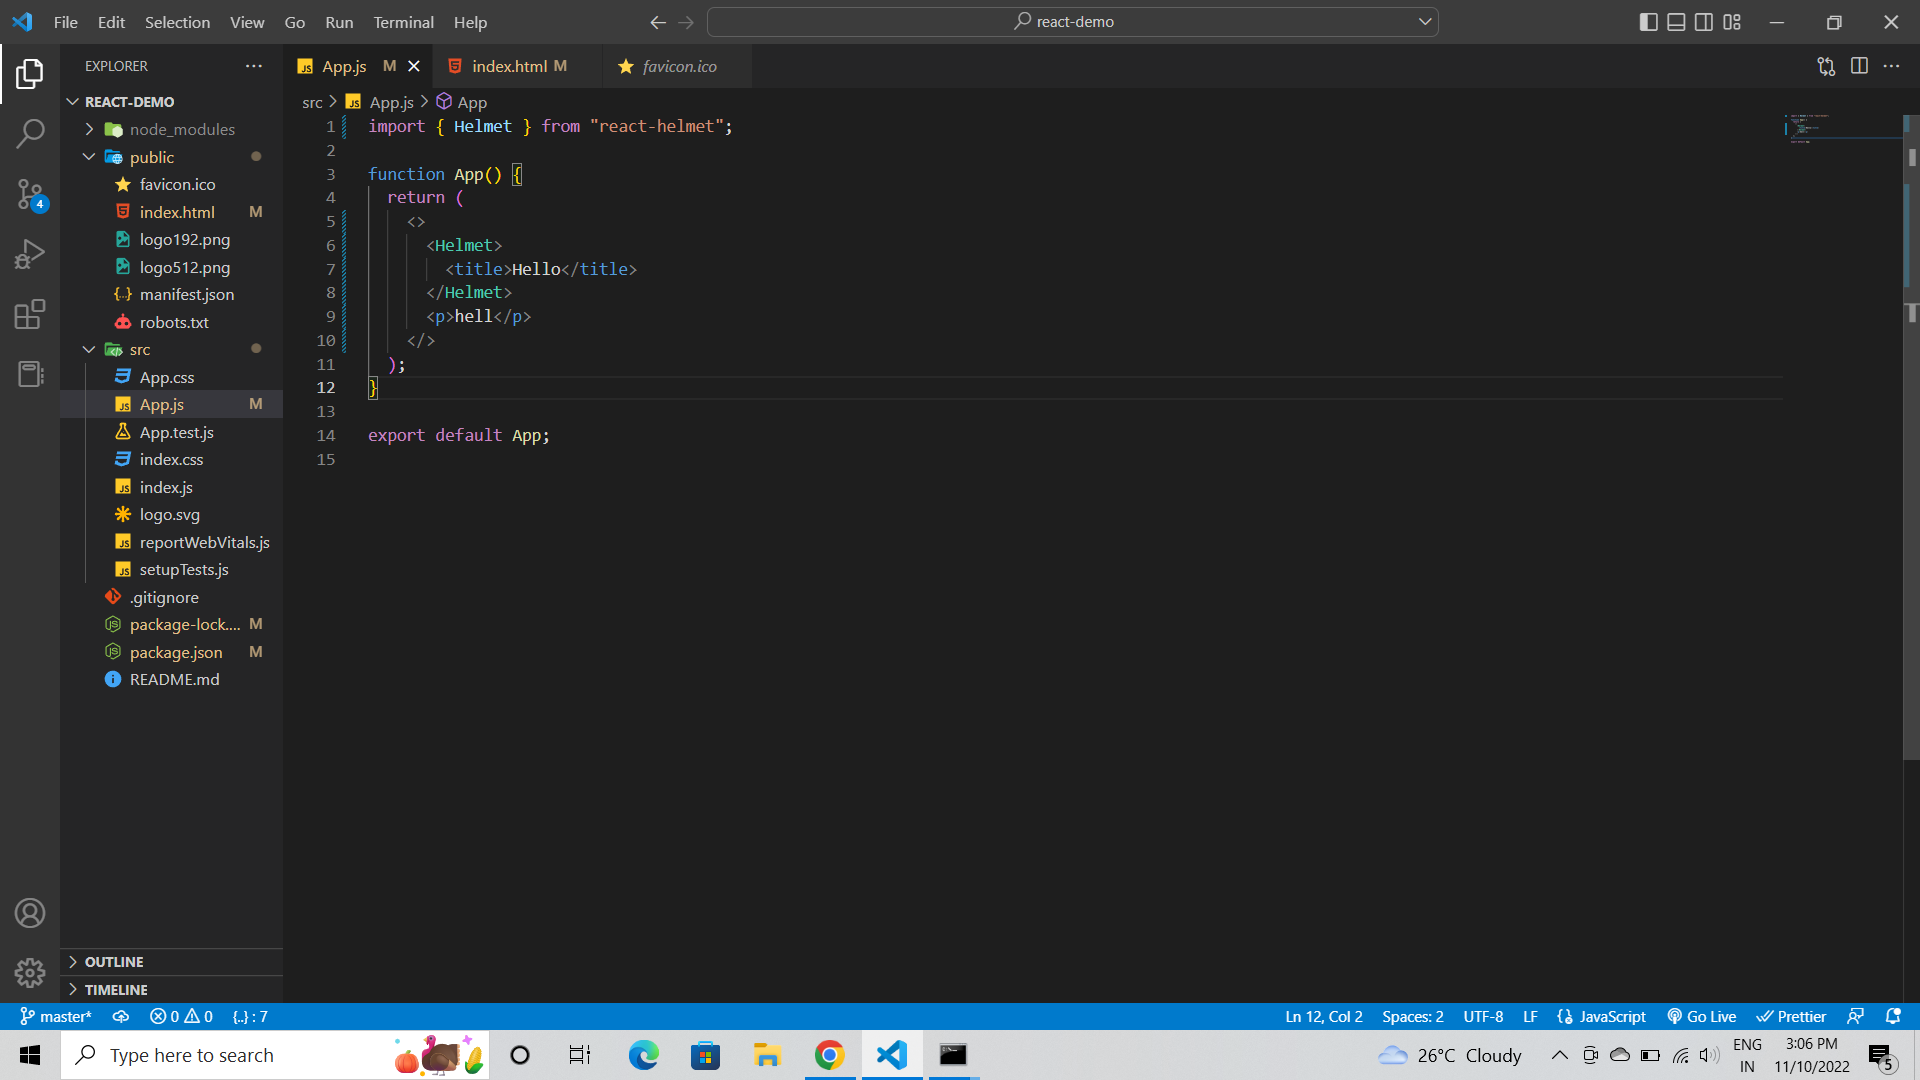 File Edit Selection View Go Run Terminal Help
react-demo
EXPLORER
App.js M
index.html M
favicon.ico
REACT-DEMO
src > App.js > App
node_modules
public
favicon.ico
index.html M
logo192.png
logo512.png
manifest.json
robots.txt
src
App.css
App.js M
App.test.js
index.css
index.js
logo.svg
reportWebVitals.js
setupTests.js
.gitignore
package-lock.... M
package.json M
README.md
4
1 import { Helmet } from "react-helmet";
2
3 function App() {
4 return (
5 <>
6 <Helmet>
7 <title>Hello</title>
8 </Helmet>
9 <p>hell</p>
10 </>
11 );
12 }
13
14 export default App;
15
OUTLINE
TIMELINE
master* 0 0 {..} : 7
Ln 12, Col 2 Spaces: 2 UTF-8 LF JavaScript Go Live Prettier
Type here to search
26°C Cloudy
ENG
IN
3:06 PM
11/10/2022
5